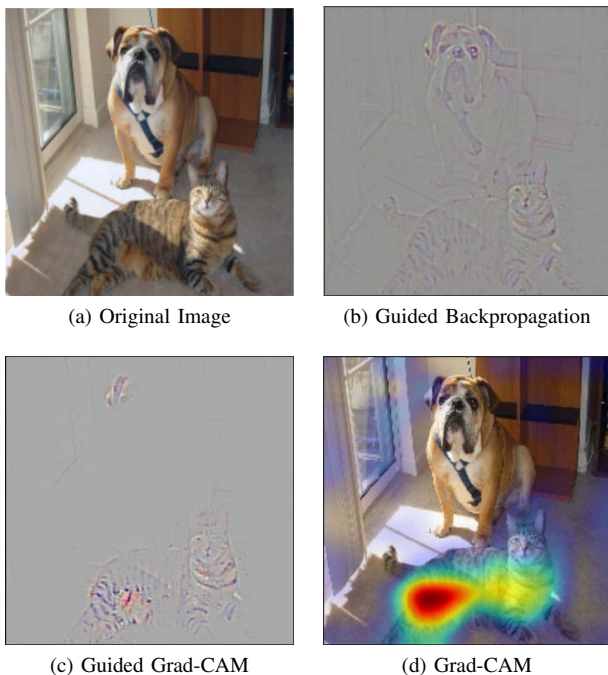 (a) Original Image
(b) Guided Backpropagation
(c) Guided Grad-CAM
(d) Grad-CAM